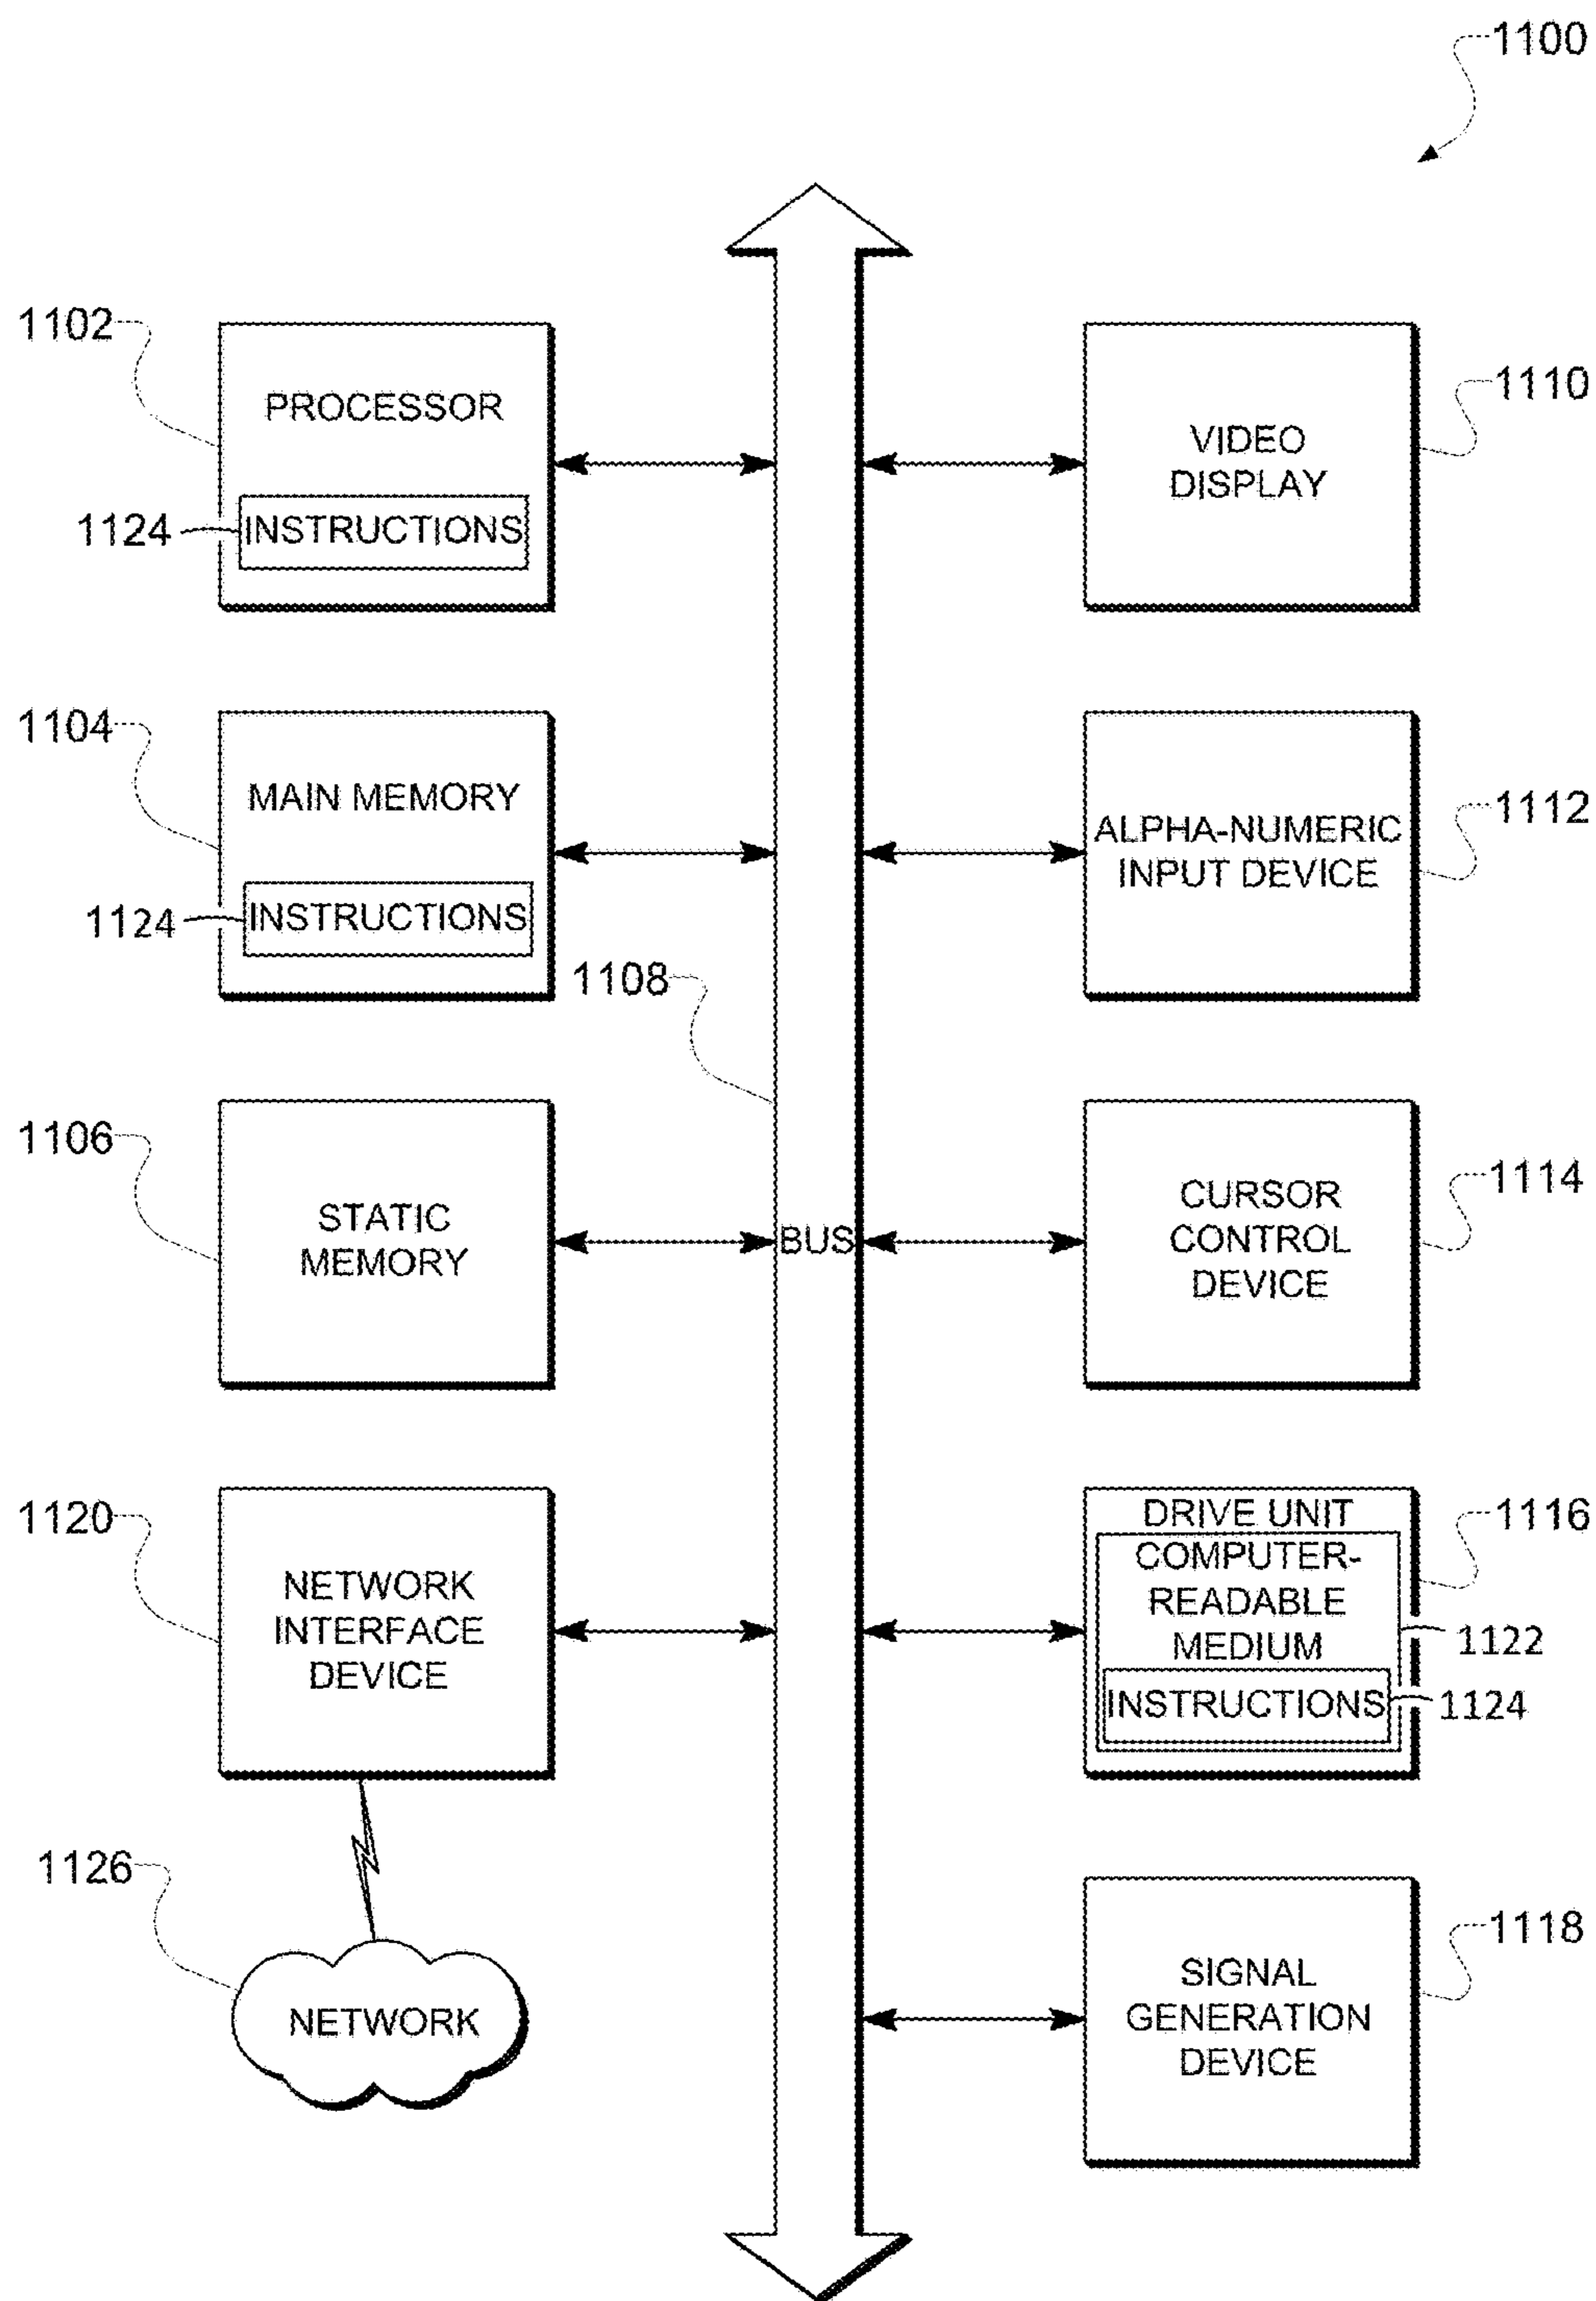 1100
1102
PROCESSOR
1124
INSTRUCTIONS
1110
VIDEO
DISPLAY
1104
MAIN MEMORY
1124
INSTRUCTIONS
1112
ALPHA-NUMERIC
INPUT DEVICE
1108
1106
STATIC
MEMORY
BUS
1114
CURSOR
CONTROL
DEVICE
1120
NETWORK
INTERFACE
DEVICE
1116
DRIVE UNIT
COMPUTER-
READABLE
MEDIUM
1122
INSTRUCTIONS
1124
1126
NETWORK
1118
SIGNAL
GENERATION
DEVICE